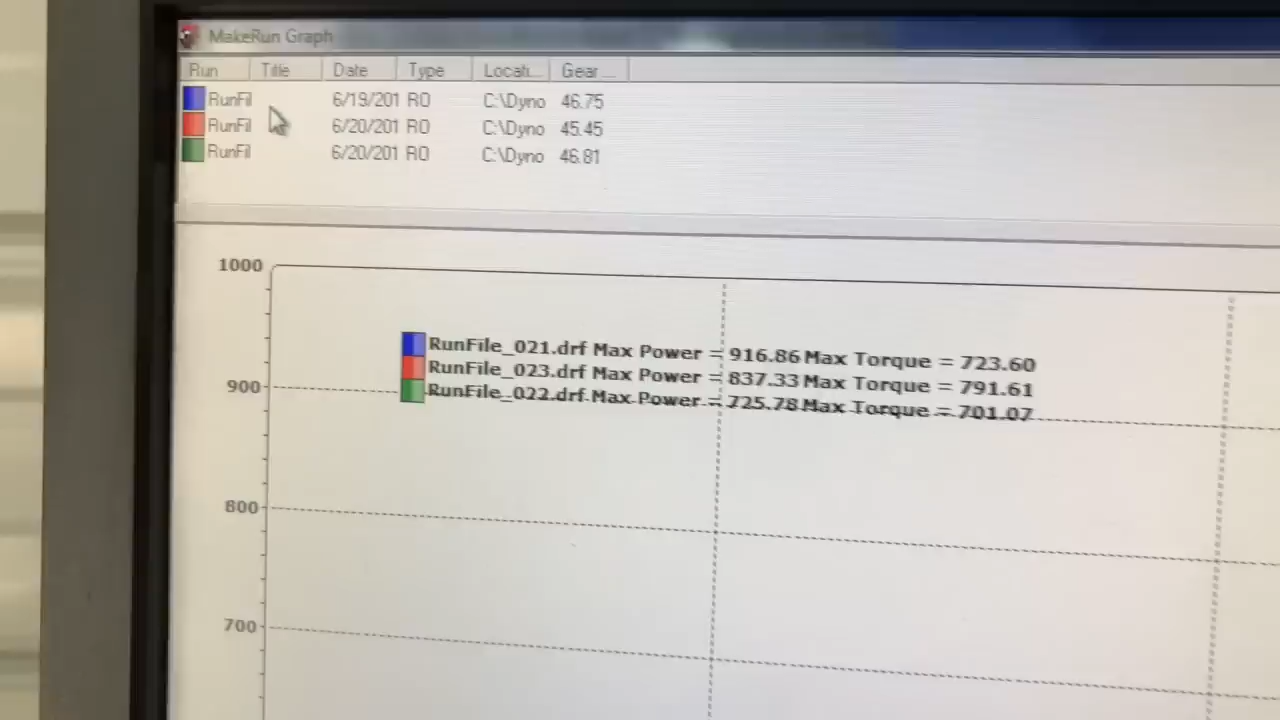 MakeRun Graph
Run Title Date Type Locati... Gear ...
RunFil 6/19/201 RO C:\Dyno 46.75
RunFil 6/20/201 RO C:\Dyno 45.45
RunFil 6/20/201 RO C:\Dyno 46.81
1000
RunFile_021.drf Max Power = 916.86 Max Torque = 723.60
RunFile_023.drf Max Power = 837.33 Max Torque = 791.61
RunFile_022.drf Max Power = 725.78 Max Torque = 701.07
900
800
700